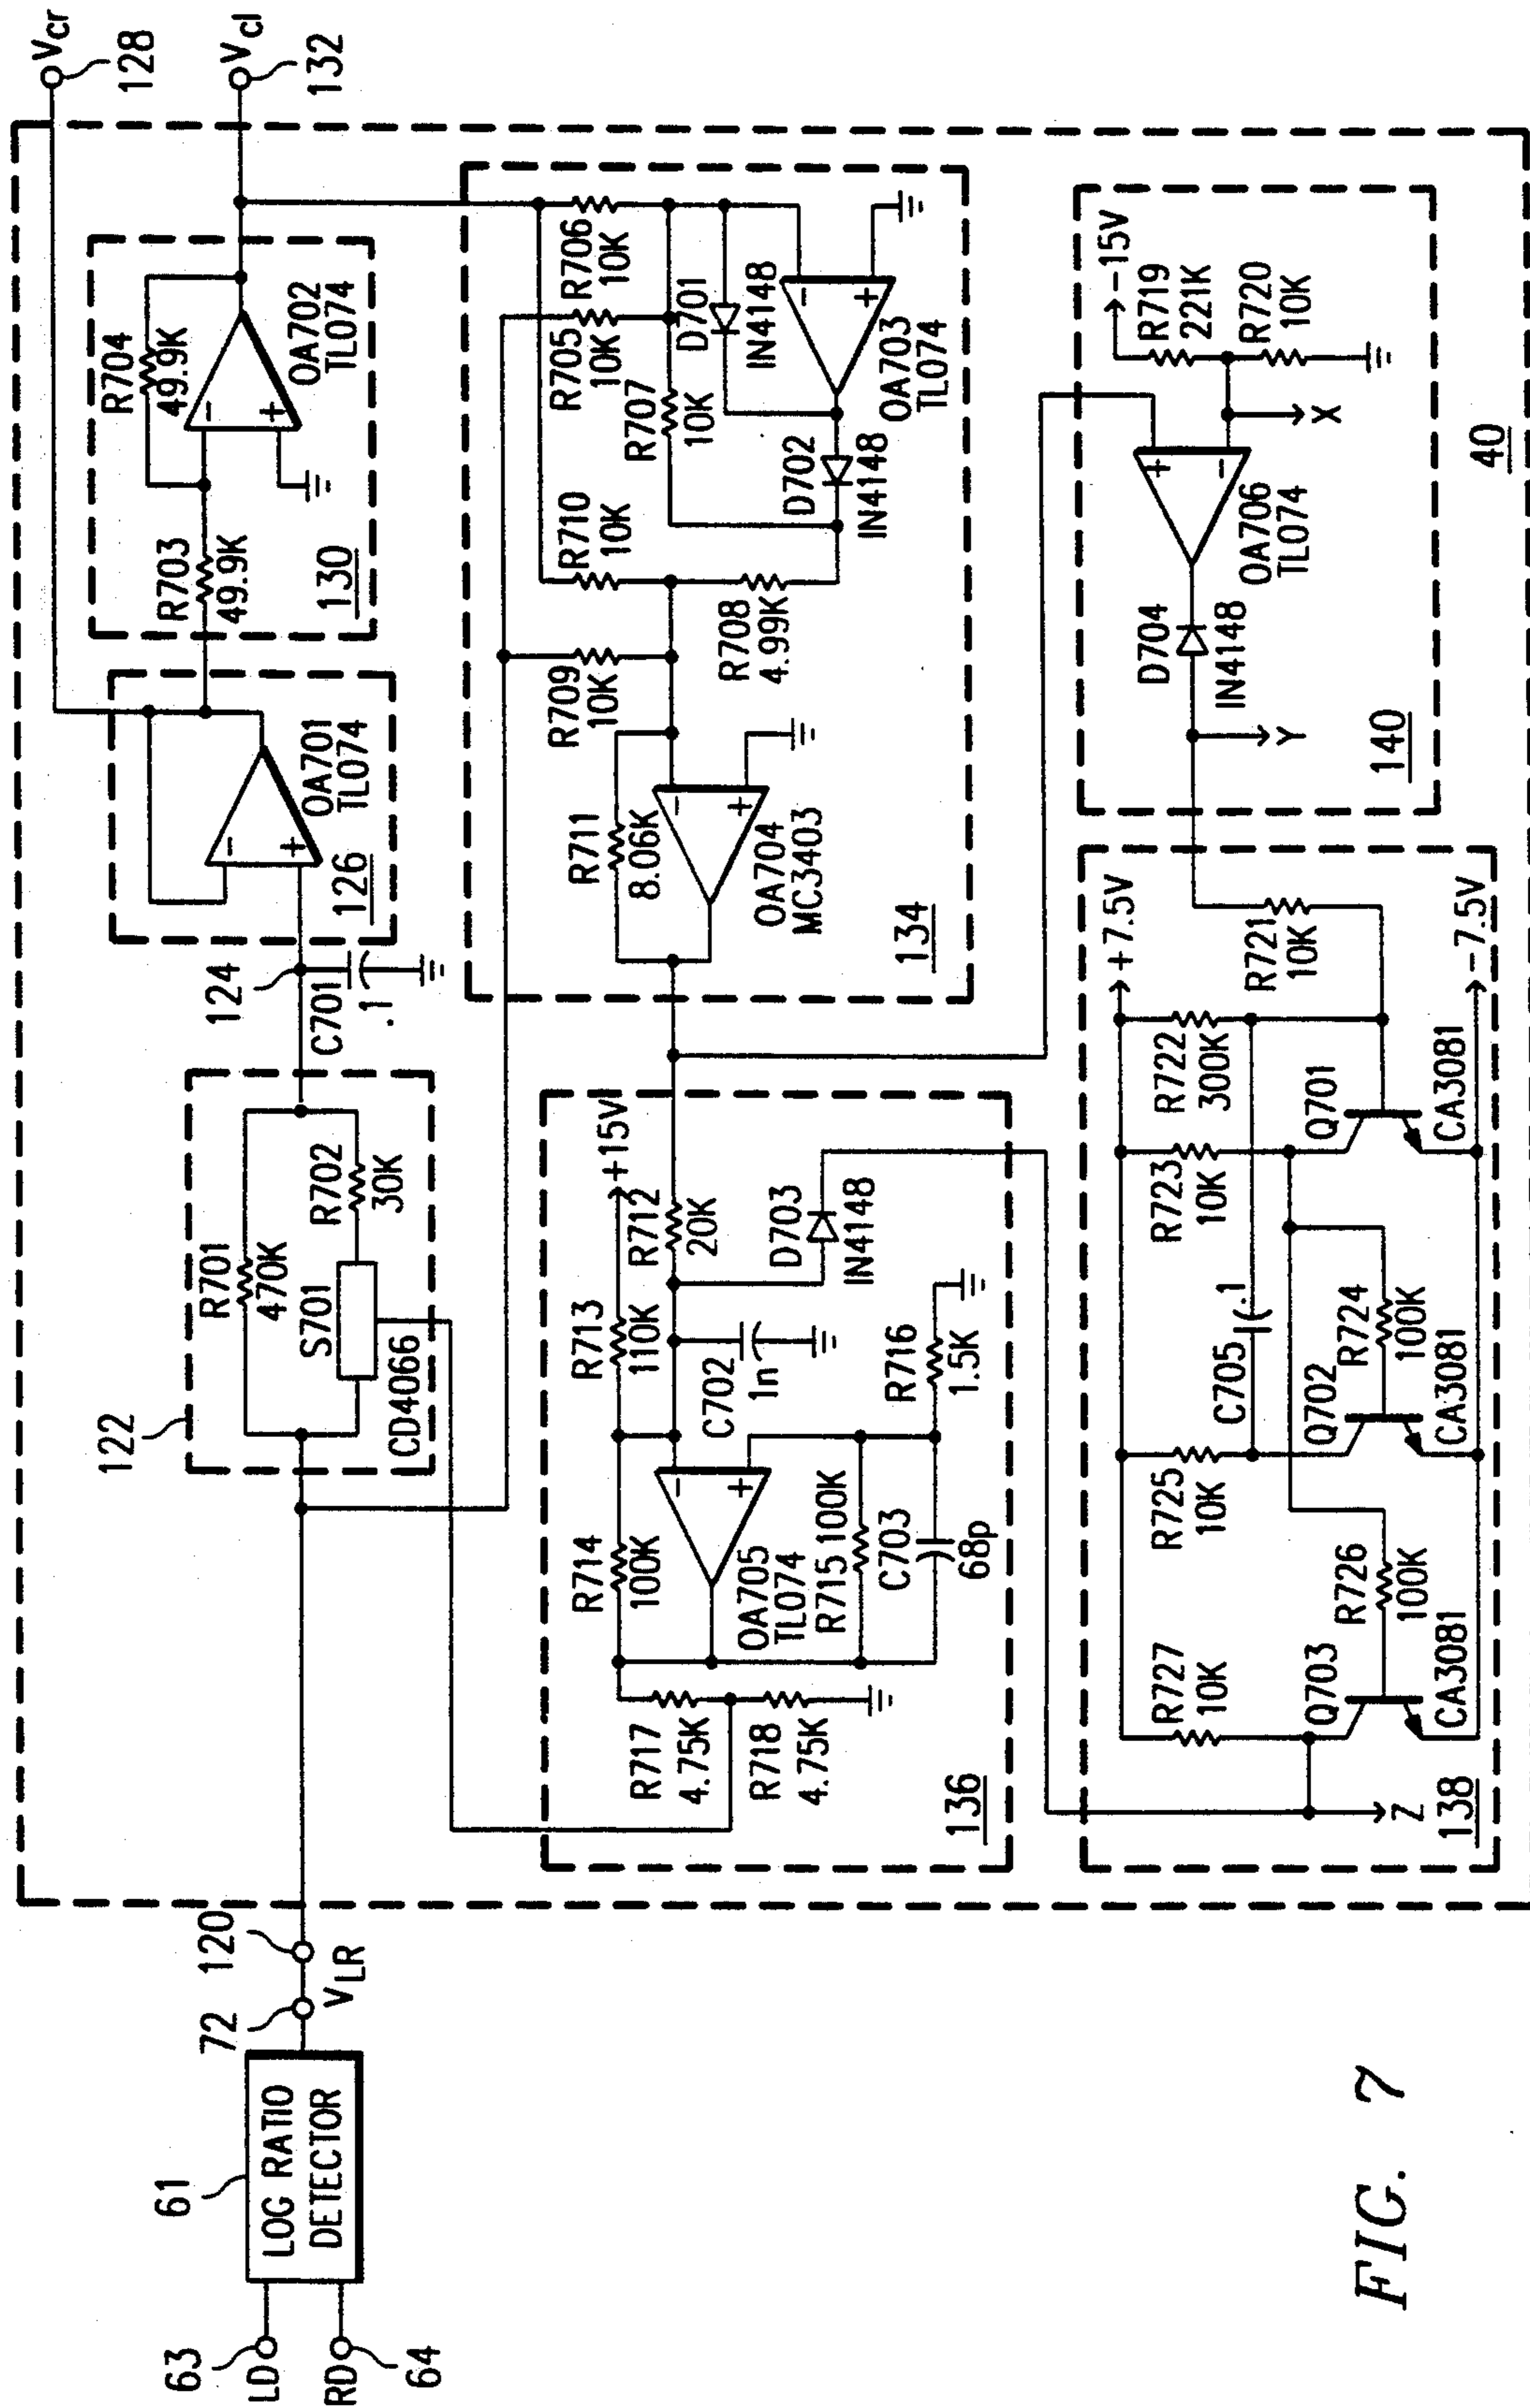 63
LD
RD
64
61
LOG RATIO
DETECTOR
72
120
V_LR
122
R701
470K
S701
R702
30K
CD4066
124
C701
.1
126
−
+
OA701
TL074
R703
49.9K
130
R704
49.9K
−
+
OA702
TL074
Vcr
128
Vcl
132
R717
4.75K
R718
4.75K
136
R714
100K
OA705
TL074
−
+
R715 100K
C703
68p
R713
110K
+15V
C702
1n
R716
1.5K
R712
20K
D703
IN4148
134
R711
8.06K
−
+
OA704
MC3403
R709
10K
R710
10K
R708
4.99K
R707
10K
R705
10K
R706
10K
D701
IN4148
D702
IN4148
−
+
OA703
TL074
Z
138
R727
10K
Q703
CA3081
R726
100K
R725
10K
C705
.1
Q702
CA3081
R724
100K
R723
10K
R722
300K
Q701
CA3081
+7.5V
R721
10K
−7.5V
140
Y
D704
IN4148
OA706
TL074
+
−
X
−15V
R719
221K
R720
10K
40
FIG. 7